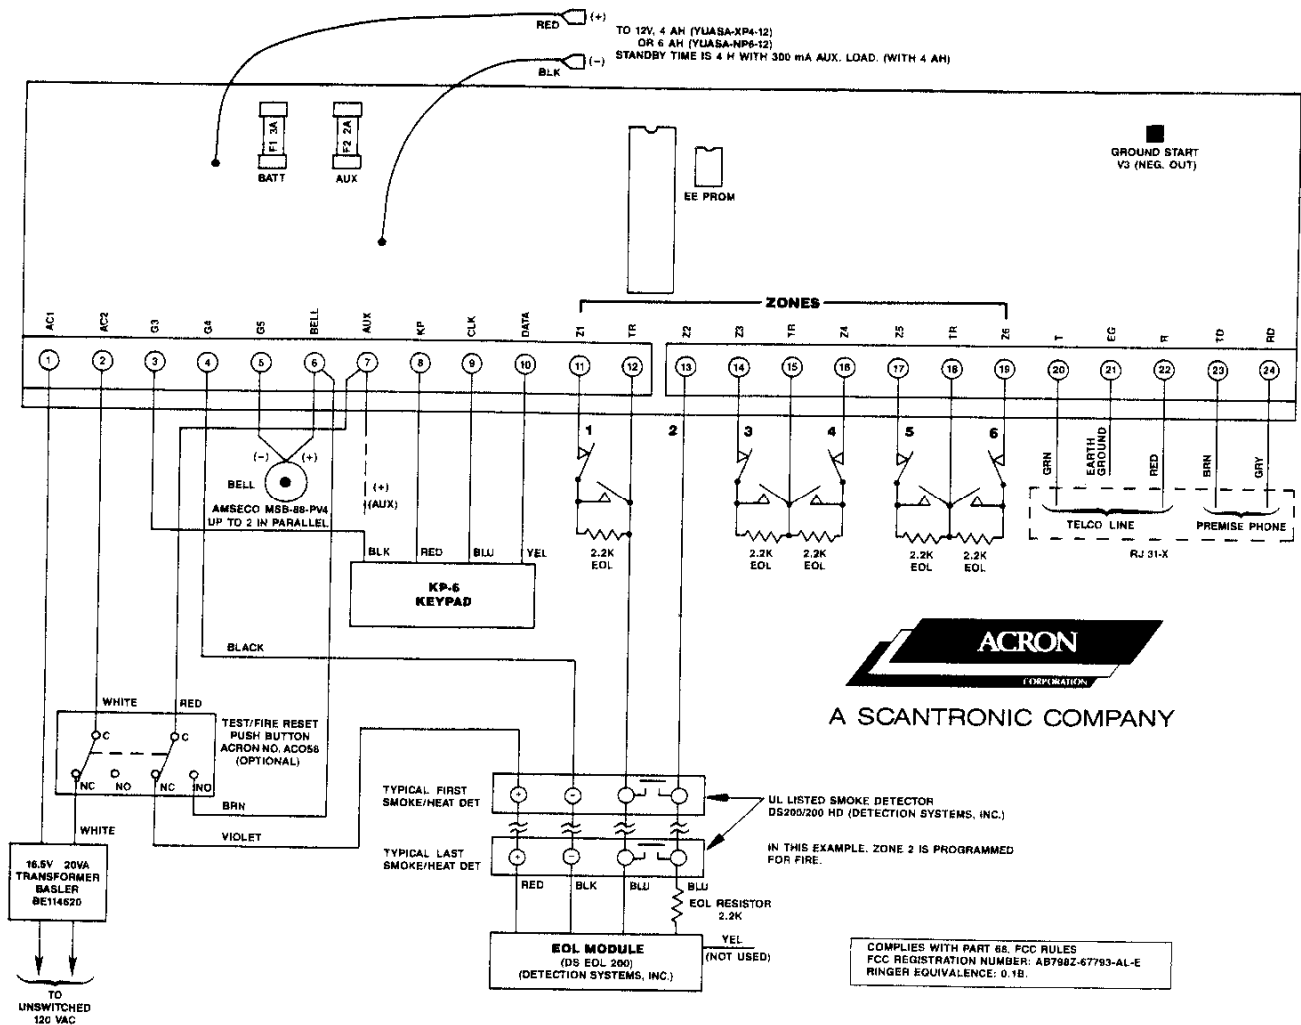 RED
(+)
TO 12V, 4 AH (YUASA-XP4-12)
OR 6 AH (YUASA-NP6-12)
STANDBY TIME IS 4 H WITH 300 mA AUX. LOAD. (WITH 4 AH)
BLK
(-)
F1 3A
BATT
F2 2A
AUX
EE PROM
GROUND START
V3 (NEG. OUT)
ZONES
AC1
AC2
G3
G4
G5
BELL
AUX
KP
CLK
DATA
Z1
TR
Z2
Z3
TR
Z4
Z5
TR
Z6
T
EG
R
TD
RD
1
2
3
4
5
6
7
8
9
10
11
12
13
14
15
16
17
18
19
20
21
22
23
24
1
2
3
4
5
6
GRN
EARTH
GROUND
RED
BRN
GRY
(-)
(+)
BELL
AMSECO MSB-88-PV4
UP TO 2 IN PARALLEL
(+)
(AUX)
TELCO LINE
PREMISE PHONE
RJ 31-X
BLK
RED
BLU
YEL
KP-6
KEYPAD
2.2K
EOL
2.2K
EOL
2.2K
EOL
2.2K
EOL
2.2K
EOL
BLACK
ACRON
CORPORATION
A SCANTRONIC COMPANY
WHITE
RED
TEST/FIRE RESET
PUSH BUTTON
ACRON NO. ACO58
(OPTIONAL)
C
C
NC
NO
NC
NO
BRN
WHITE
VIOLET
TYPICAL FIRST
SMOKE/HEAT DET
+
-
UL LISTED SMOKE DETECTOR
DS200/200 HD (DETECTION SYSTEMS, INC.)
TYPICAL LAST
SMOKE/HEAT DET
+
-
IN THIS EXAMPLE. ZONE 2 IS PROGRAMMED
FOR FIRE.
RED
BLK
BLU
BLU
EOL RESISTOR
2.2K
16.5V 20VA
TRANSFORMER
BASLER
BE114620
EOL MODULE
(DS EOL 200)
(DETECTION SYSTEMS, INC.)
YEL
(NOT USED)
COMPLIES WITH PART 68, FCC RULES
FCC REGISTRATION NUMBER: AB798Z-67793-AL-E
RINGER EQUIVALENCE: 0.1B.
TO
UNSWITCHED
120 VAC